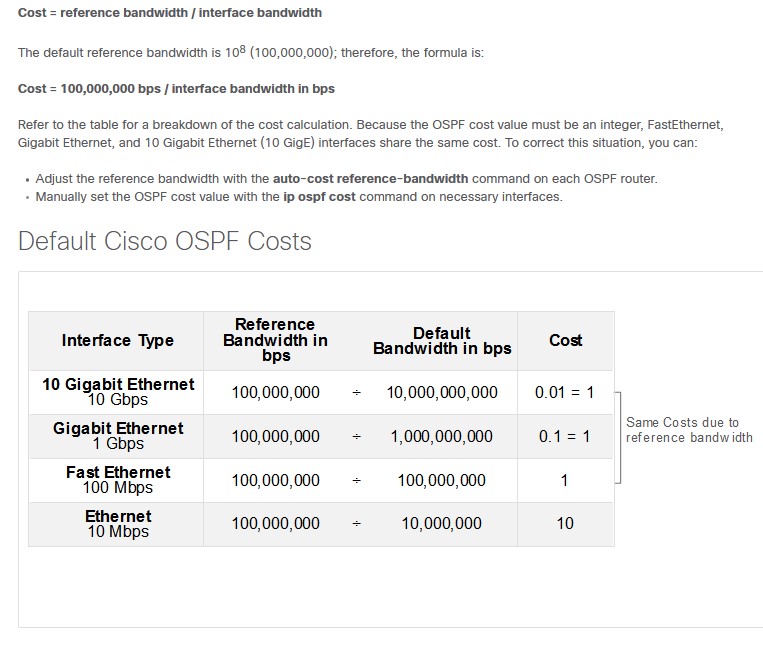 Cost = reference bandwidth / interface bandwidth
The default reference bandwidth is 10⁸ (100,000,000); therefore, the formula is:
Cost = 100,000,000 bps / interface bandwidth in bps
Refer to the table for a breakdown of the cost calculation. Because the OSPF cost value must be an integer, FastEthernet,
Gigabit Ethernet, and 10 Gigabit Ethernet (10 GigE) interfaces share the same cost. To correct this situation, you can:
• Adjust the reference bandwidth with the auto-cost reference-bandwidth command on each OSPF router.
• Manually set the OSPF cost value with the ip ospf cost command on necessary interfaces.
Default Cisco OSPF Costs
Interface Type
Reference
Bandwidth in
bps
Default
Bandwidth in bps
Cost
10 Gigabit Ethernet
10 Gbps
100,000,000 ÷ 10,000,000,000 0.01 = 1
Gigabit Ethernet
1 Gbps
100,000,000 ÷ 1,000,000,000 0.1 = 1
Fast Ethernet
100 Mbps
100,000,000 ÷ 100,000,000 1
Ethernet
10 Mbps
100,000,000 ÷ 10,000,000 10
Same Costs due to
reference bandwidth